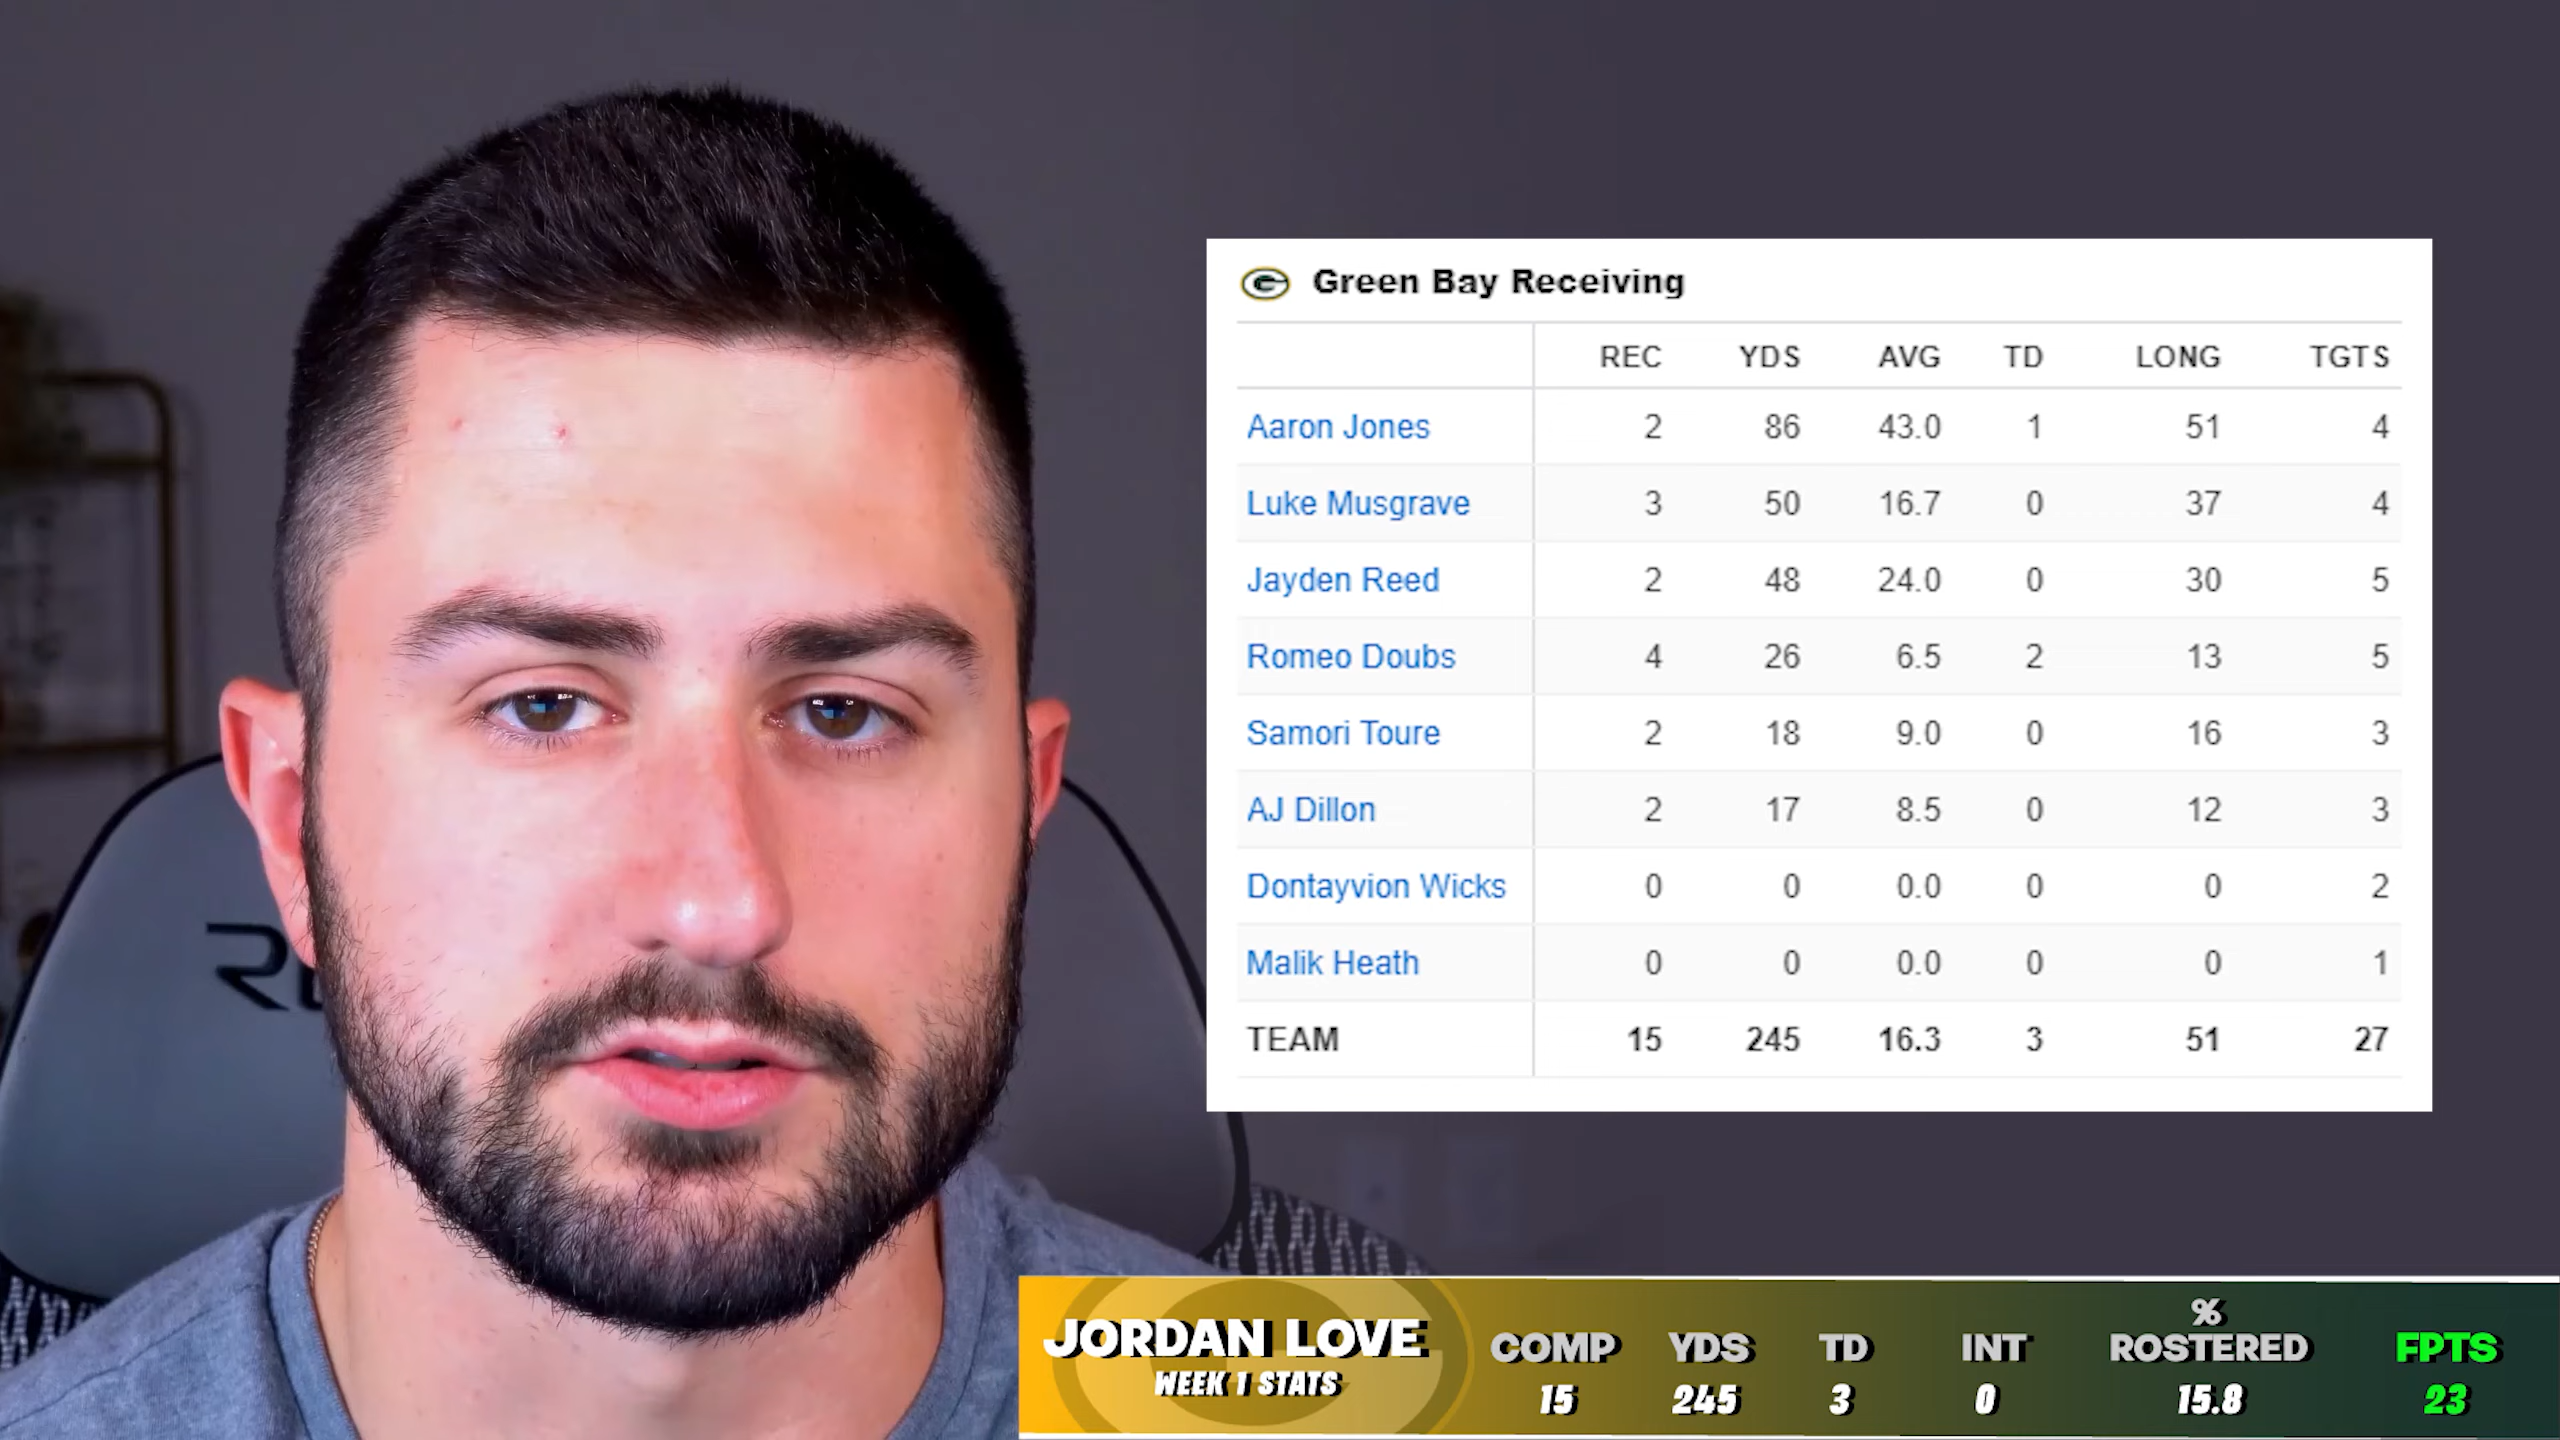 Green Bay Receiving
REC YDS AVG TD LONG TGTS
Aaron Jones 2 86 43.0 1 51 4
Luke Musgrave 3 50 16.7 0 37 4
Jayden Reed 2 48 24.0 0 30 5
Romeo Doubs 4 26 6.5 2 13 5
Samori Toure 2 18 9.0 0 16 3
AJ Dillon 2 17 8.5 0 12 3
Dontayvion Wicks 0 0 0.0 0 0 2
Malik Heath 0 0 0.0 0 0 1
TEAM 15 245 16.3 3 51 27
JORDAN LOVE
WEEK 1 STATS
COMP YDS TD INT % ROSTERED FPTS
15 245 3 0 15.8 23